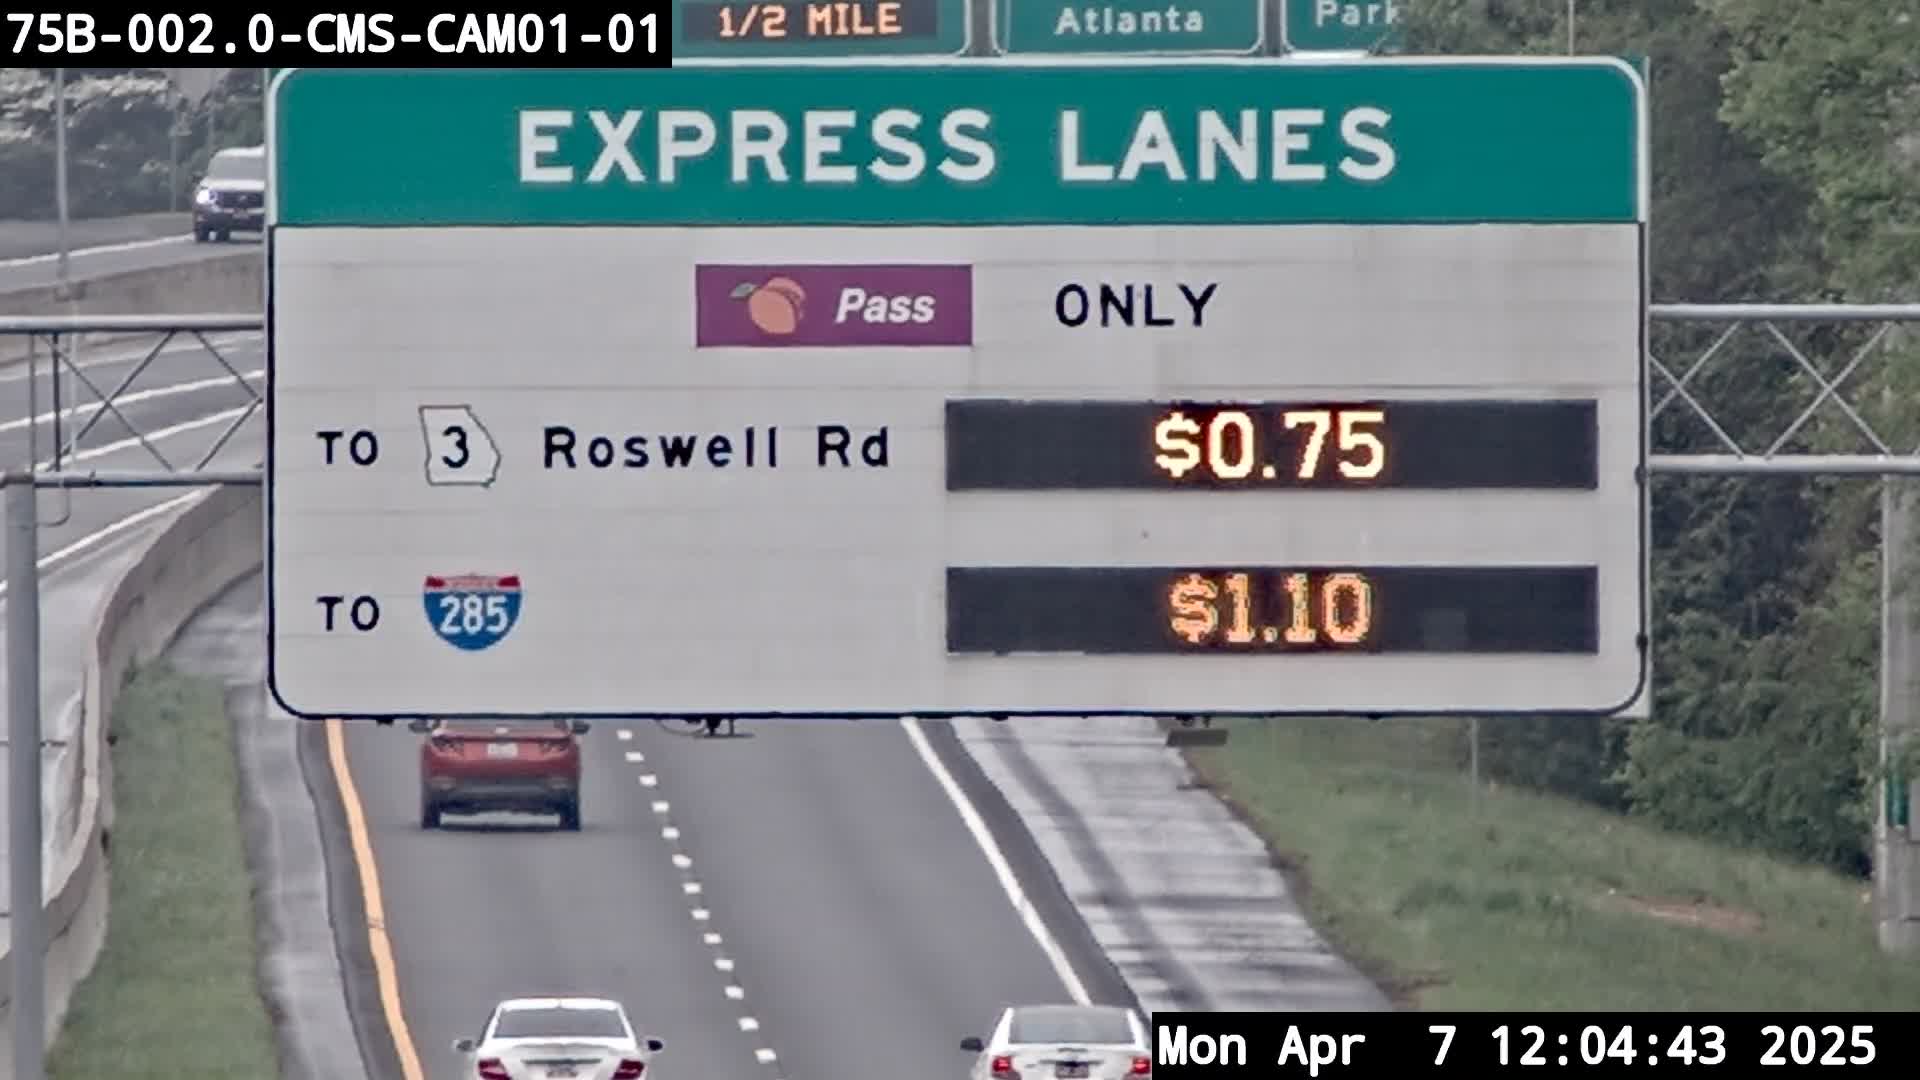 75B-002.0-CMS-CAM01-01
1/2 MILE
Atlanta
Park
EXPRESS LANES
Pass ONLY
TO 3 Roswell Rd $0.75
TO 285 $1.10
Mon Apr 7 12:04:43 2025